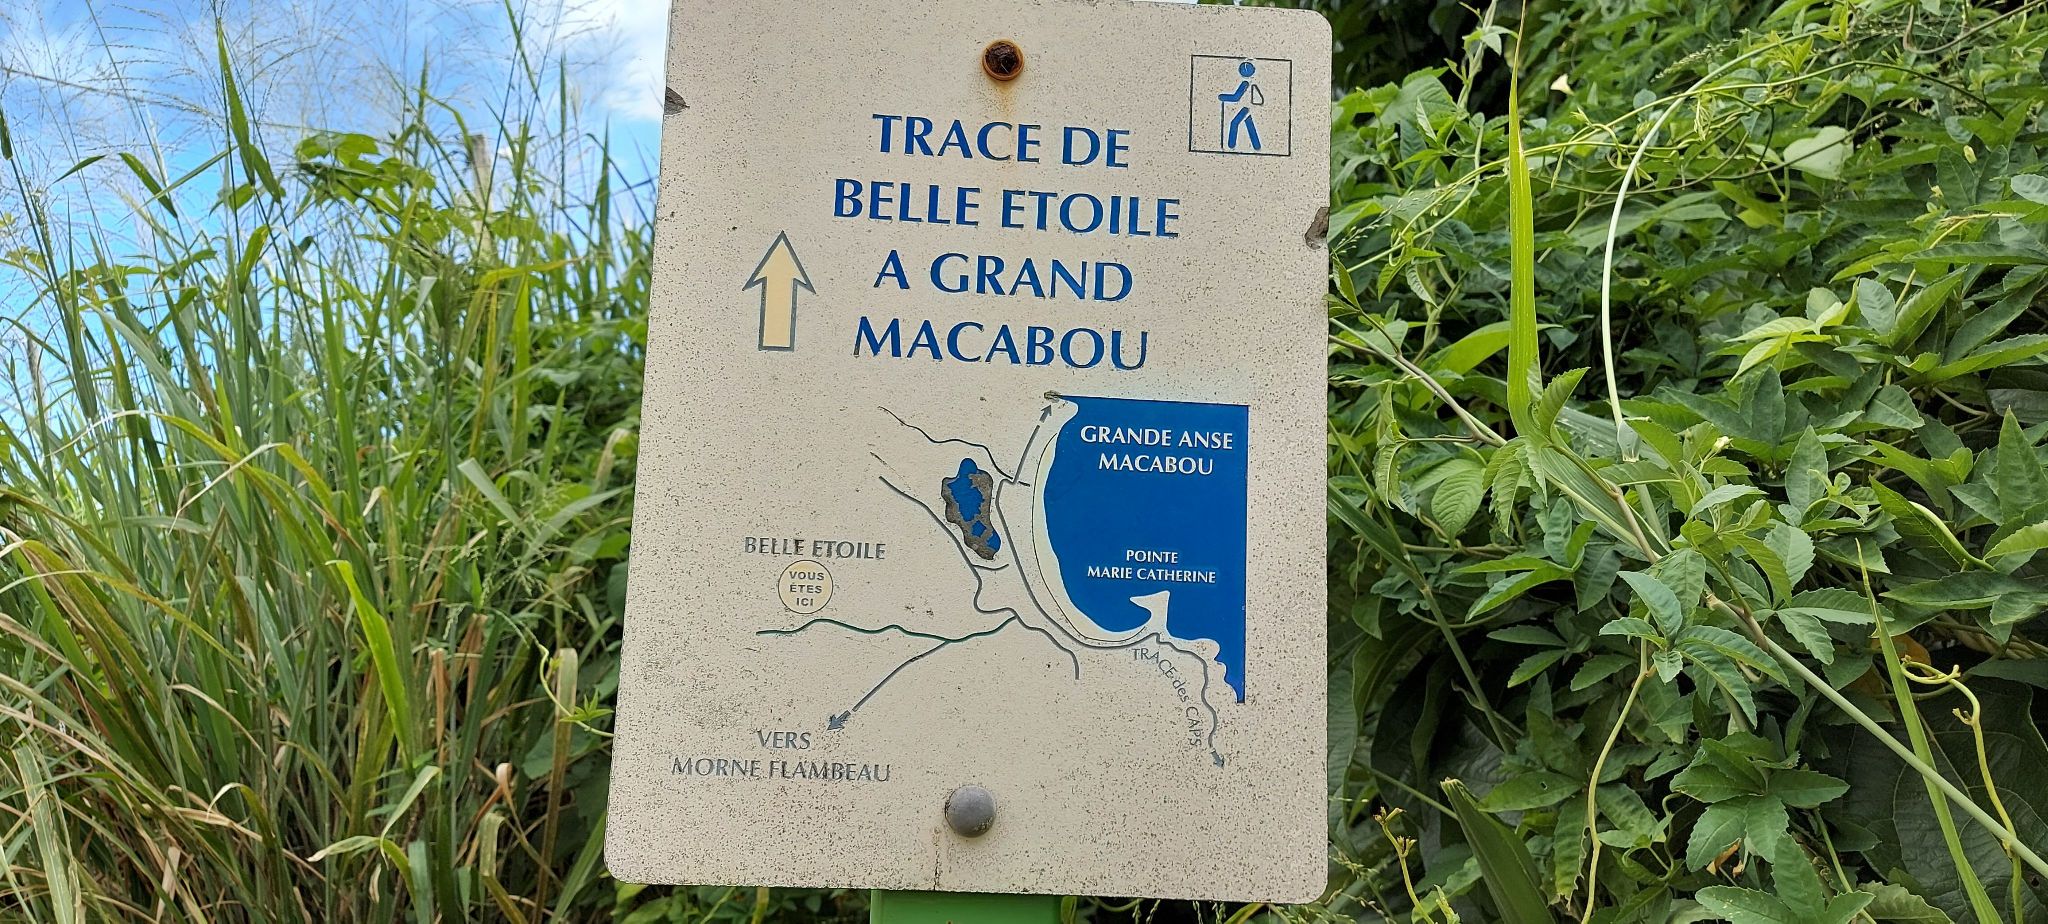 TRACE DE
BELLE ETOILE
A GRAND
MACABOU
GRANDE ANSE
MACABOU
POINTE
MARIE CATHERINE
BELLE ETOILE
VOUS
ÊTES
ICI
TRACE des CAPS
VERS
MORNE FLAMBEAU